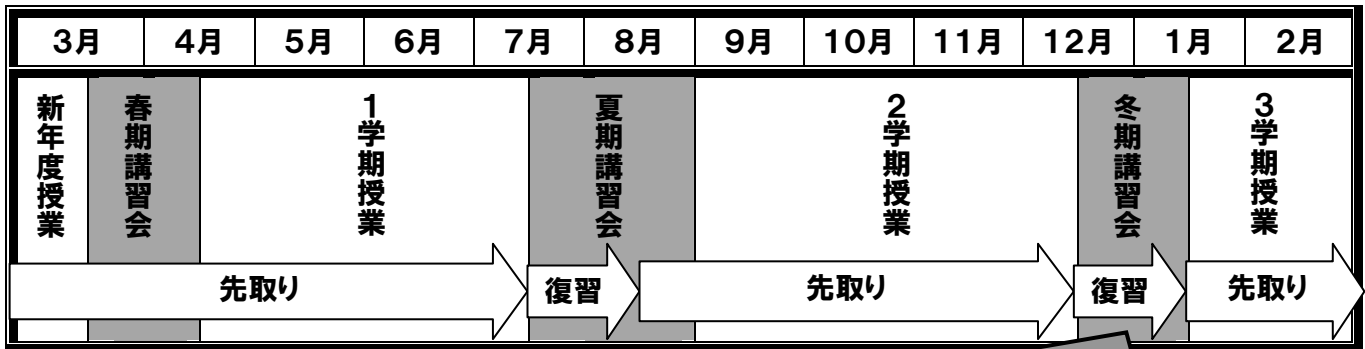 3月 4月 5月 6月 7月 8月 9月 10月 11月 12月 1月 2月
新年度授業
春期講習会
1学期授業
夏期講習会
2学期授業
冬期講習会
3学期授業
先取り 復習 先取り 復習 先取り